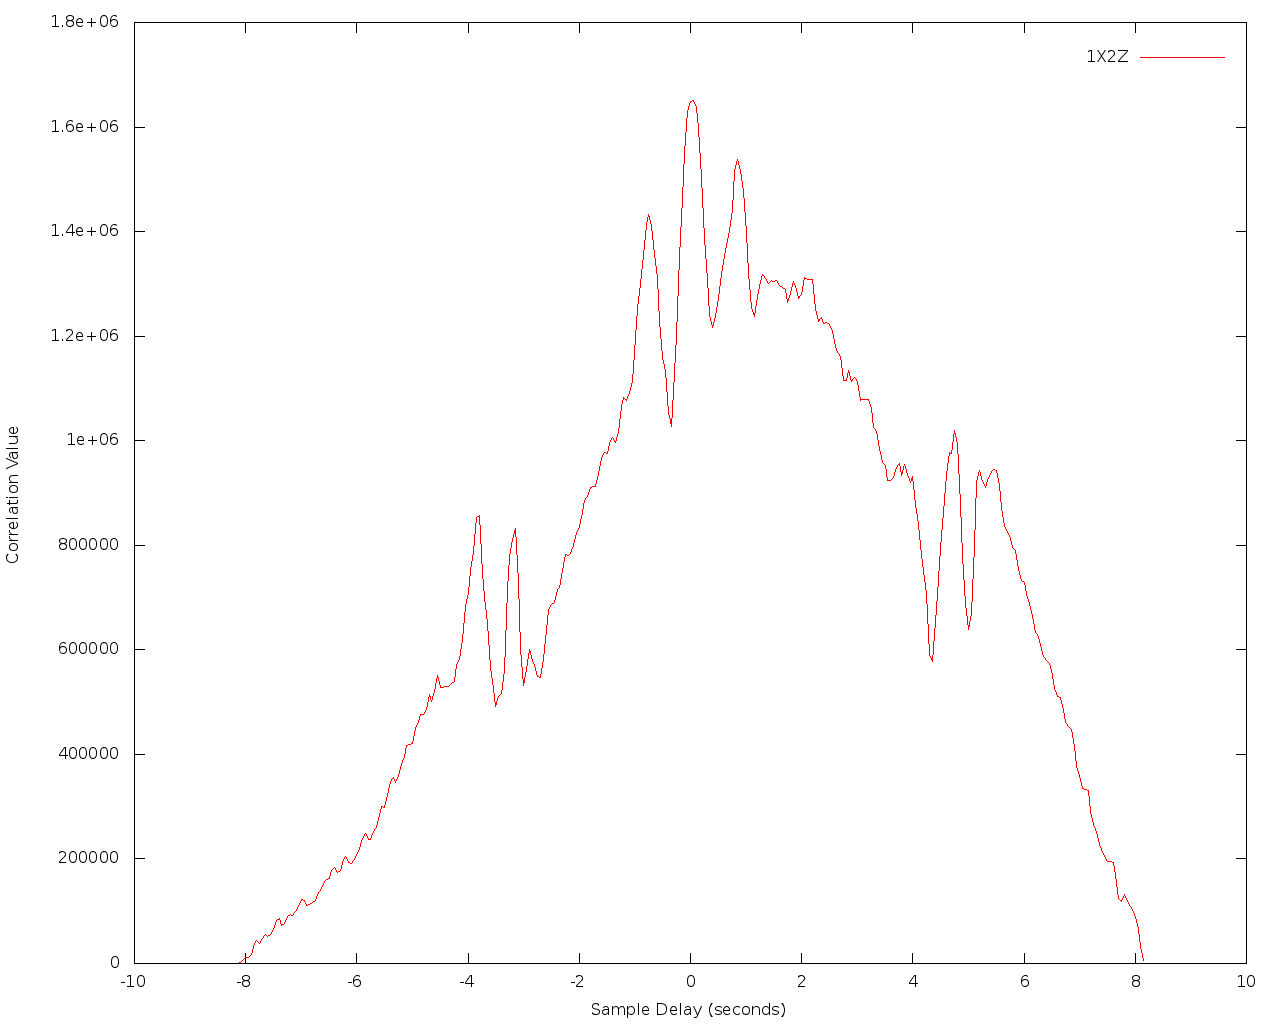 1.8e+06
1X2Z
1.6e+06
1.4e+06
1.2e+06
1e+06
Correlation Value
800000
600000
400000
200000
0
-10 -8 -6 -4 -2 0 2 4 6 8 10
Sample Delay (seconds)